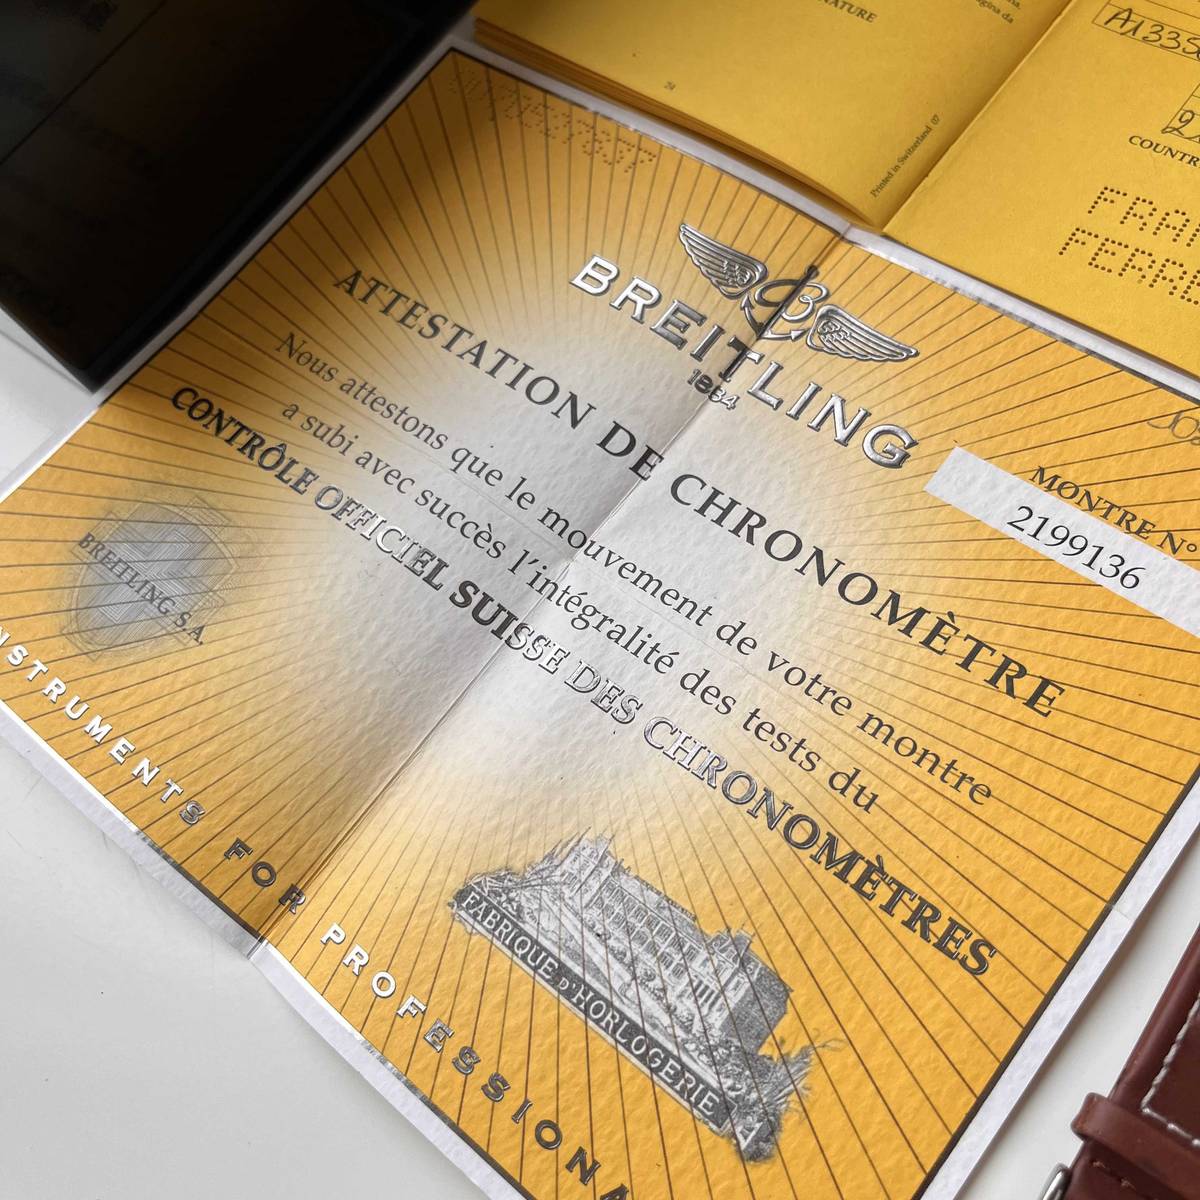 NATURE
24
Printed in Switzerland 07
A1335
COUNTR
FRAN
FERRE
BREITLING
1884
ATTESTATION DE CHRONOMÈTRE
Nous attestons que le mouvement de votre montre
a subi avec succès l'intégralité des tests du
CONTRÔLE OFFICIEL SUISSE DES CHRONOMÈTRES
MONTRE N°
2199136
BREITLING S.A.
FABRIQUE D'HORLOGERIE
INSTRUMENTS FOR PROFESSIONA